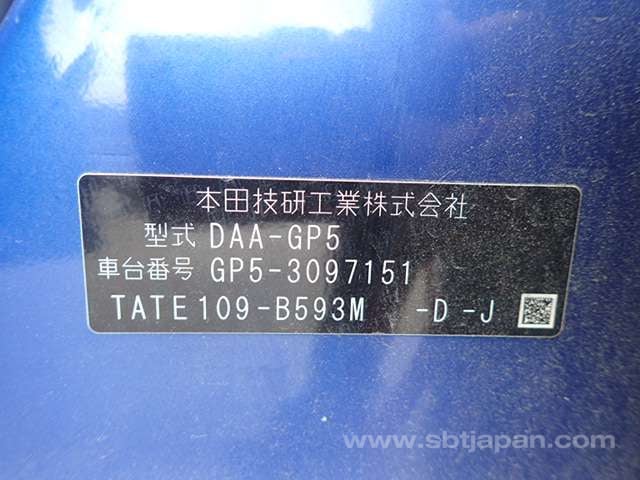 本田技研工業株式会社
型式 DAA-GP5
車台番号 GP5-3097151
TATE109-B593M -D -J
www.sbtjapan.com